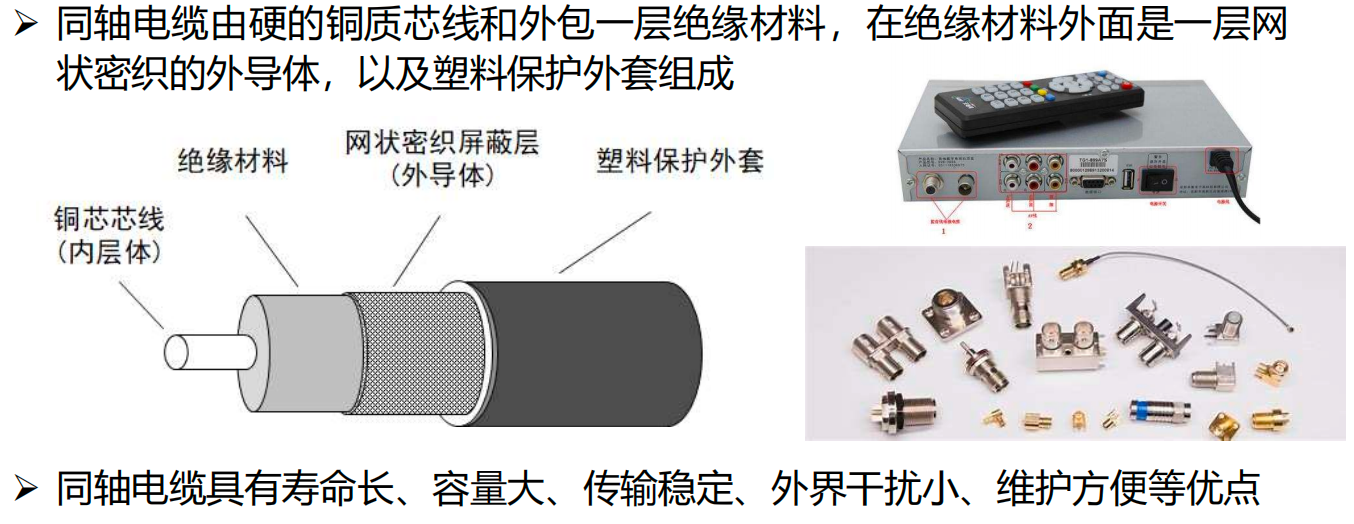 ➢ 同轴电缆由硬的铜质芯线和外包一层绝缘材料，在绝缘材料外面是一层网
状密织的外导体，以及塑料保护外套组成
绝缘材料
网状密织屏蔽层
(外导体)
塑料保护外套
铜芯芯线
(内层体)
1
2
➢ 同轴电缆具有寿命长、容量大、传输稳定、外界干扰小、维护方便等优点